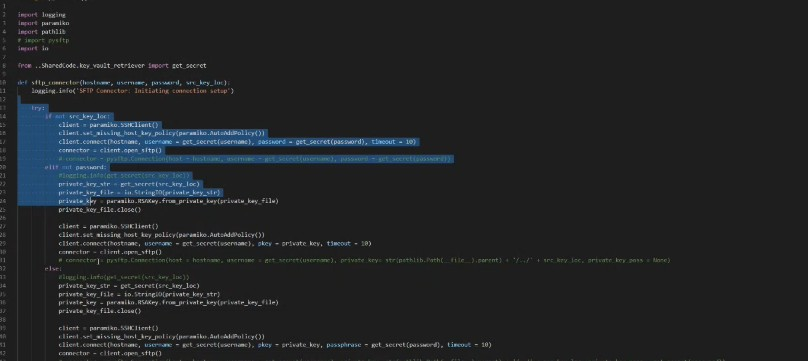 import logging
import paramiko
import pathlib
# import pysftp
import io
from ..SharedCode.key_vault_retriever import get_secret
def sftp_connector(hostname, username, password, src_key_loc):
logging.info('SFTP Connector: Initiating connection setup')
try:
if not src_key_loc:
client = paramiko.SSHClient()
client.set_missing_host_key_policy(paramiko.AutoAddPolicy())
client.connect(hostname, username = get_secret(username), password = get_secret(password), timeout = 10)
connector = client.open_sftp()
# connector = pysftp.Connection(host = hostname, username = get_secret(username), password = get_secret(password))
elif not password:
#logging.info(get_secret(src_key_loc))
private_key_str = get_secret(src_key_loc)
private_key_file = io.StringIO(private_key_str)
private_key = paramiko.RSAKey.from_private_key(private_key_file)
private_key_file.close()
client = paramiko.SSHClient()
client.set_missing_host_key_policy(paramiko.AutoAddPolicy())
client.connect(hostname, username = get_secret(username), pkey = private_key, timeout = 10)
connector = client.open_sftp()
# connector = pysftp.Connection(host = hostname, username = get_secret(username), private_key= str(pathlib.Path(__file__).parent) + '/../' + src_key_loc, private_key_pass = None)
else:
#logging.info(get_secret(src_key_loc))
private_key_str = get_secret(src_key_loc)
private_key_file = io.StringIO(private_key_str)
private_key = paramiko.RSAKey.from_private_key(private_key_file)
private_key_file.close()
client = paramiko.SSHClient()
client.set_missing_host_key_policy(paramiko.AutoAddPolicy())
client.connect(hostname, username = get_secret(username), pkey = private_key, passphrase = get_secret(password), timeout = 10)
connector = client.open_sftp()